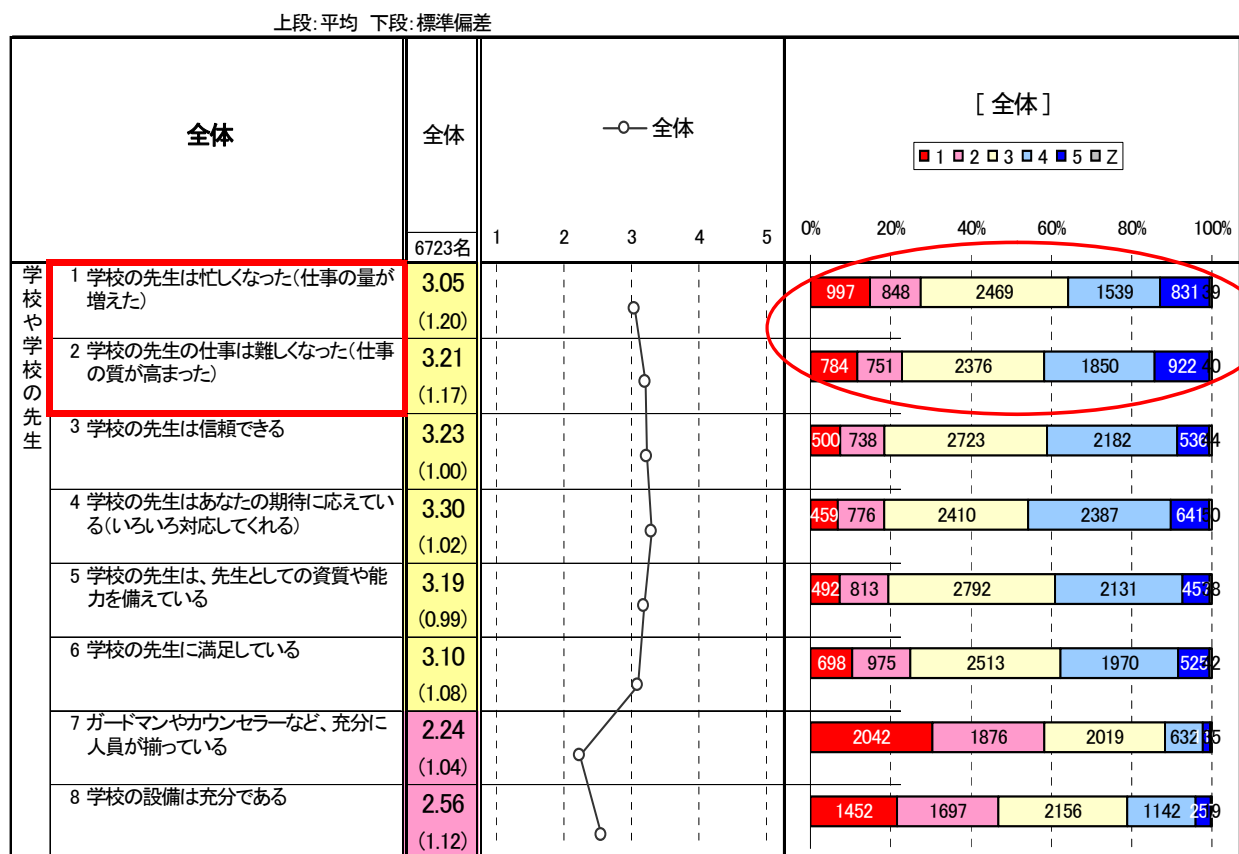 上段:平均 下段:標準偏差
全体
全体
6723名
全体
1 2 3 4 5
[ 全体 ]
1 2 3 4 5 Z
0% 20% 40% 60% 80% 100%
学校や学校の先生
1 学校の先生は忙しくなった(仕事の量が
増えた)
3.05
(1.20)
997 848 2469 1539 831
2 学校の先生の仕事は難しくなった(仕事
の質が高まった)
3.21
(1.17)
784 751 2376 1850 922
3 学校の先生は信頼できる
3.23
(1.00)
500 738 2723 2182 536
4 学校の先生はあなたの期待に応えてい
る(いろいろ対応してくれる)
3.30
(1.02)
459 776 2410 2387 641
5 学校の先生は、先生としての資質や能
力を備えている
3.19
(0.99)
492 813 2792 2131 457
6 学校の先生に満足している
3.10
(1.08)
698 975 2513 1970 525
7 ガードマンやカウンセラーなど、充分に
人員が揃っている
2.24
(1.04)
2042 1876 2019 632
8 学校の設備は充分である
2.56
(1.12)
1452 1697 2156 1142